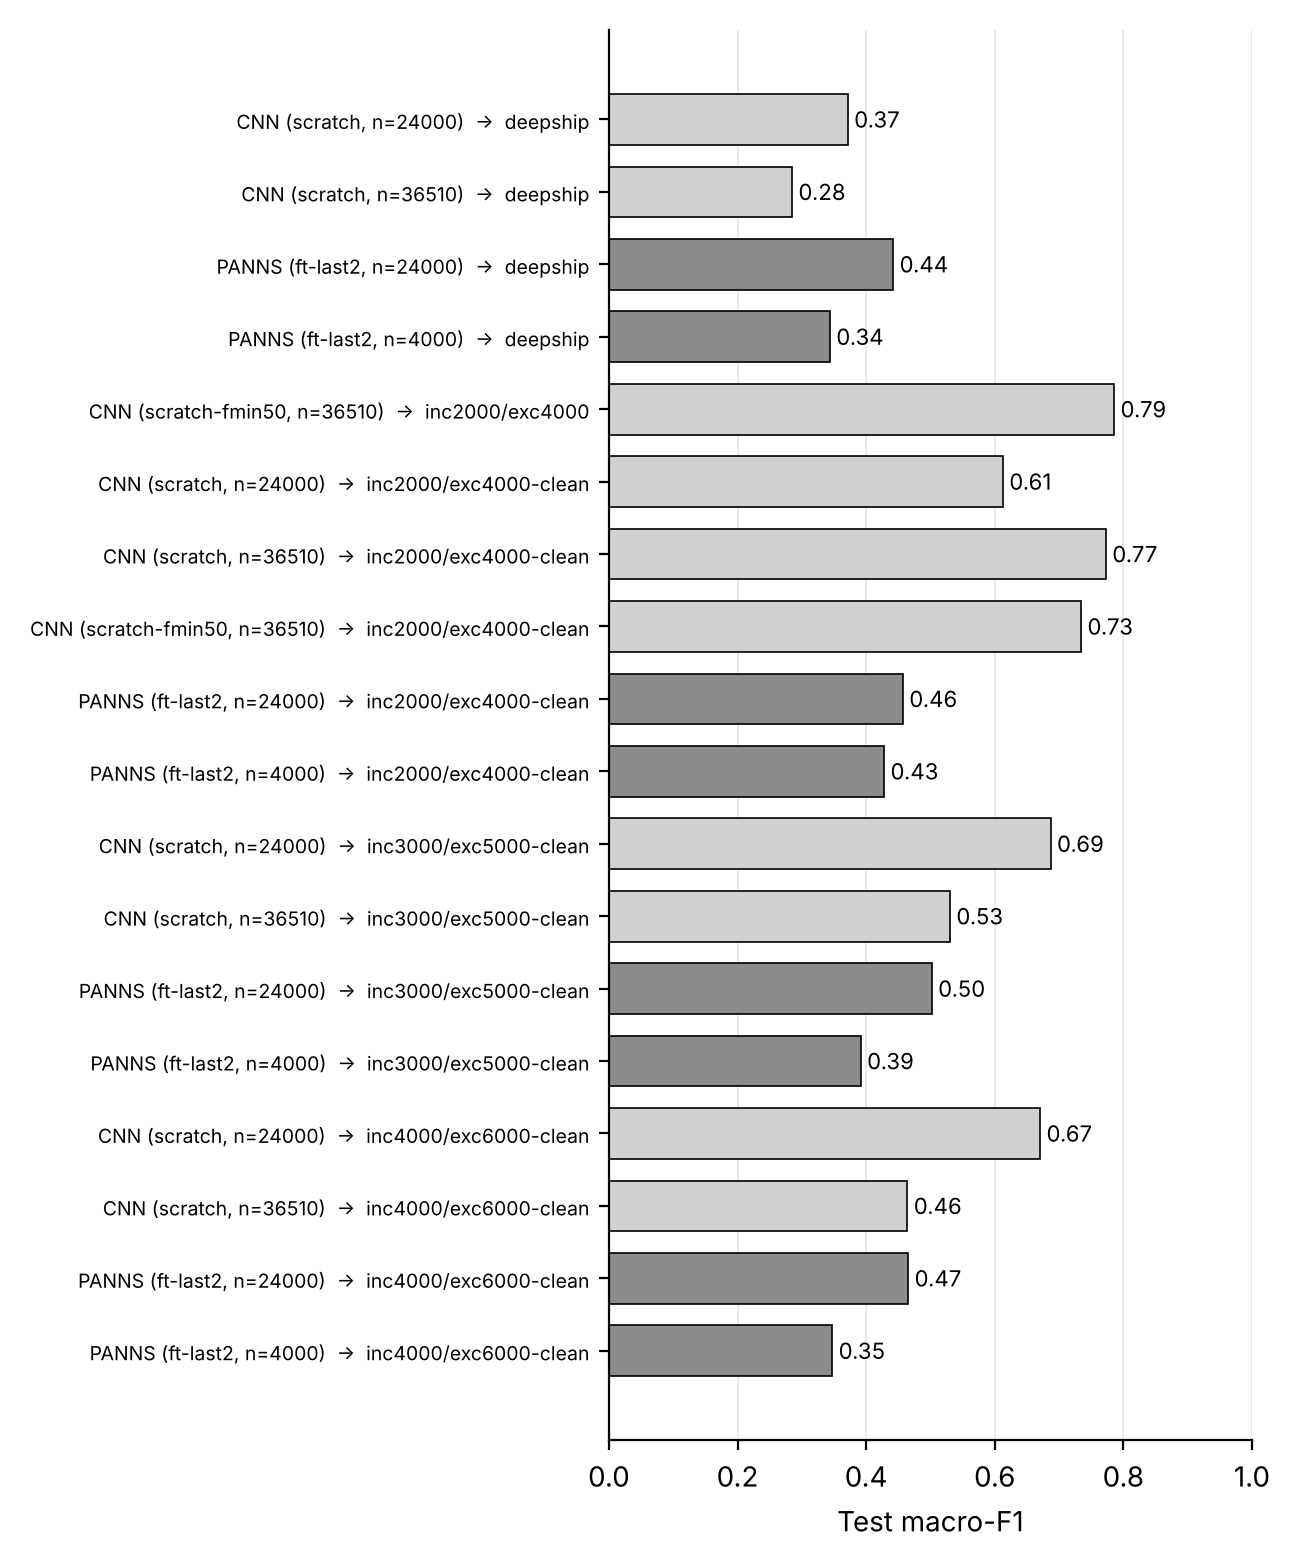 CNN (scratch, n=24000) → deepship 0.37
CNN (scratch, n=36510) → deepship 0.28
PANNS (ft-last2, n=24000) → deepship 0.44
PANNS (ft-last2, n=4000) → deepship 0.34
CNN (scratch-fmin50, n=36510) → inc2000/exc4000 0.79
CNN (scratch, n=24000) → inc2000/exc4000-clean 0.61
CNN (scratch, n=36510) → inc2000/exc4000-clean 0.77
CNN (scratch-fmin50, n=36510) → inc2000/exc4000-clean 0.73
PANNS (ft-last2, n=24000) → inc2000/exc4000-clean 0.46
PANNS (ft-last2, n=4000) → inc2000/exc4000-clean 0.43
CNN (scratch, n=24000) → inc3000/exc5000-clean 0.69
CNN (scratch, n=36510) → inc3000/exc5000-clean 0.53
PANNS (ft-last2, n=24000) → inc3000/exc5000-clean 0.50
PANNS (ft-last2, n=4000) → inc3000/exc5000-clean 0.39
CNN (scratch, n=24000) → inc4000/exc6000-clean 0.67
CNN (scratch, n=36510) → inc4000/exc6000-clean 0.46
PANNS (ft-last2, n=24000) → inc4000/exc6000-clean 0.47
PANNS (ft-last2, n=4000) → inc4000/exc6000-clean 0.35
0.0 0.2 0.4 0.6 0.8 1.0
Test macro-F1